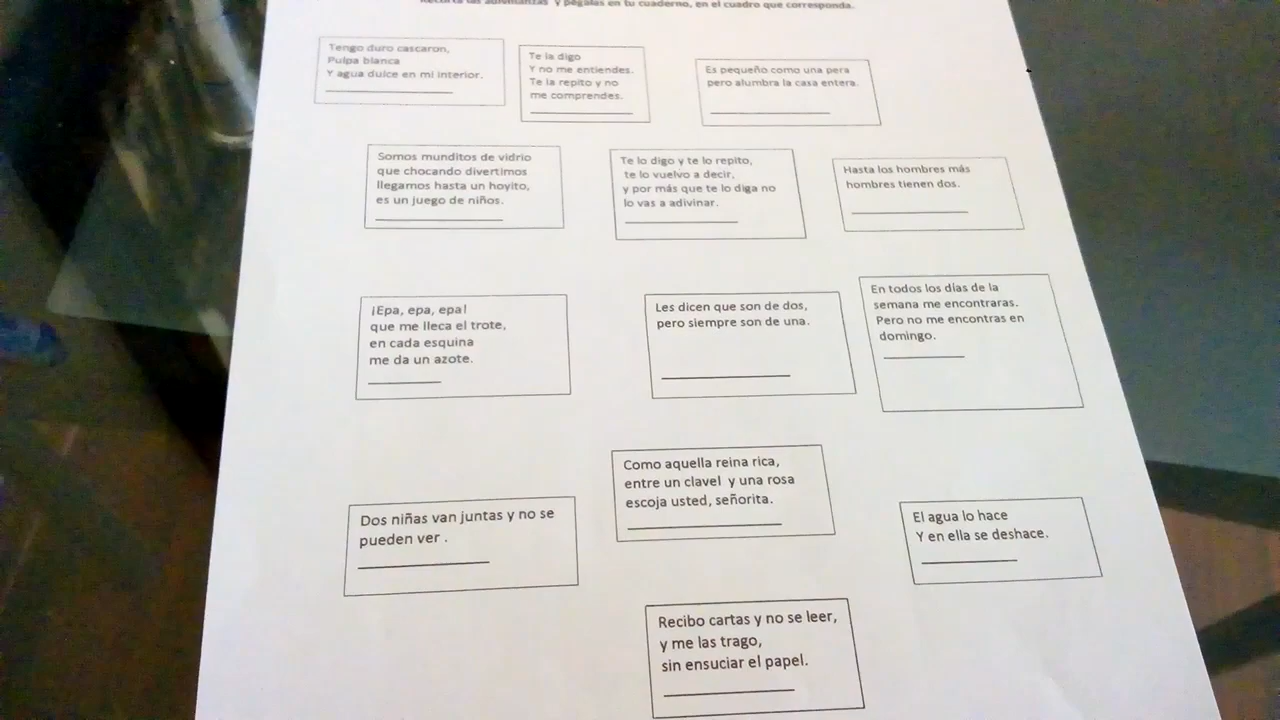 Recorta las adivinanzas y pégalas en tu cuaderno, en el cuadro que corresponda.
Tengo duro cascaron,
Pulpa blanca
Y agua dulce en mi interior.
Te la digo
Y no me entiendes.
Te la repito y no
me comprendes.
Es pequeño como una pera
pero alumbra la casa entera.
Somos munditos de vidrio
que chocando divertimos
llegamos hasta un hoyito,
es un juego de niños.
Te lo digo y te lo repito,
te lo vuelvo a decir,
y por más que te lo diga no
lo vas a adivinar.
Hasta los hombres más
hombres tienen dos.
¡Epa, epa, epa!
que me lleca el trote,
en cada esquina
me da un azote.
Les dicen que son de dos,
pero siempre son de una.
En todos los días de la
semana me encontraras.
Pero no me encontras en
domingo.
Dos niñas van juntas y no se
pueden ver .
Como aquella reina rica,
entre un clavel y una rosa
escoja usted, señorita.
El agua lo hace
Y en ella se deshace.
Recibo cartas y no se leer,
y me las trago,
sin ensuciar el papel.